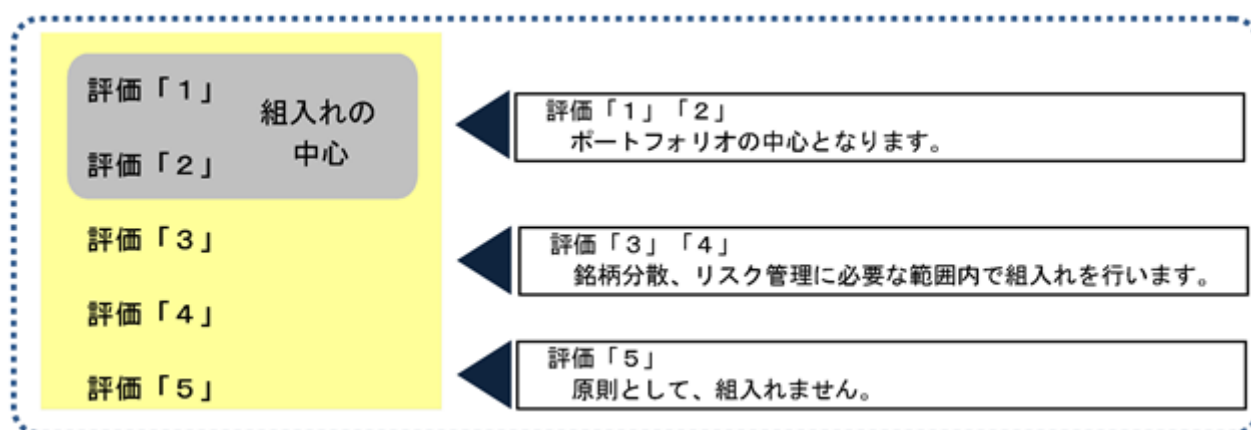 評価「１」
組入れの
中心
評価「２」
評価「３」
評価「４」
評価「５」
評価「１」「２」
ポートフォリオの中心となります。
評価「３」「４」
銘柄分散、リスク管理に必要な範囲内で組入れを行います。
評価「５」
原則として、組入れません。